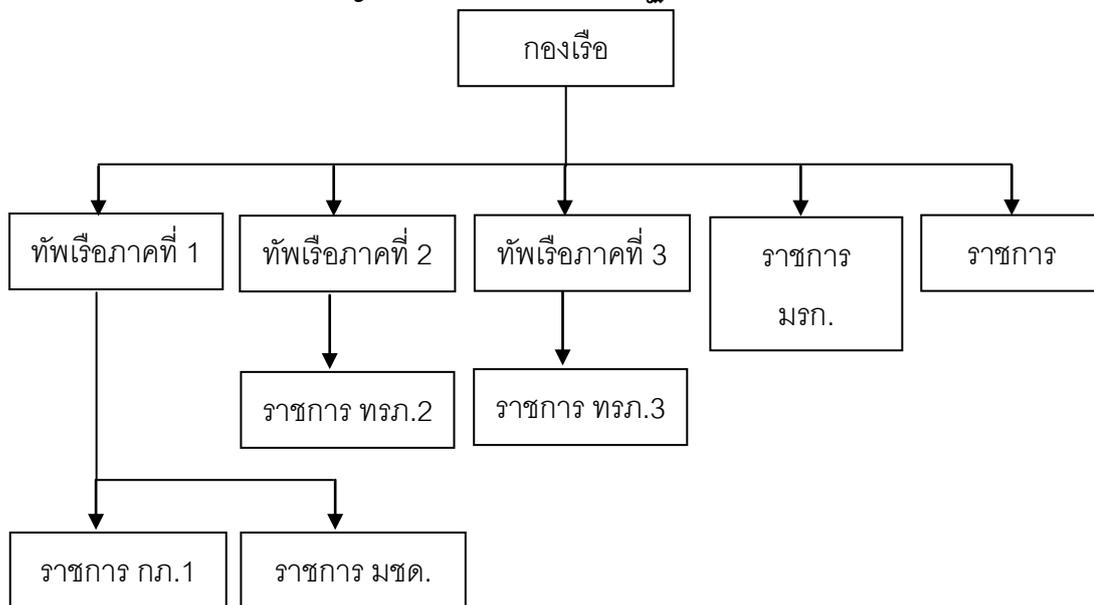 กองเรือ
ทัพเรือภาคที่ 1
ทัพเรือภาคที่ 2
ทัพเรือภาคที่ 3
ราชการ
มรก.
ราชการ
ราชการ ทรภ.2
ราชการ ทรภ.3
ราชการ กภ.1
ราชการ มชด.